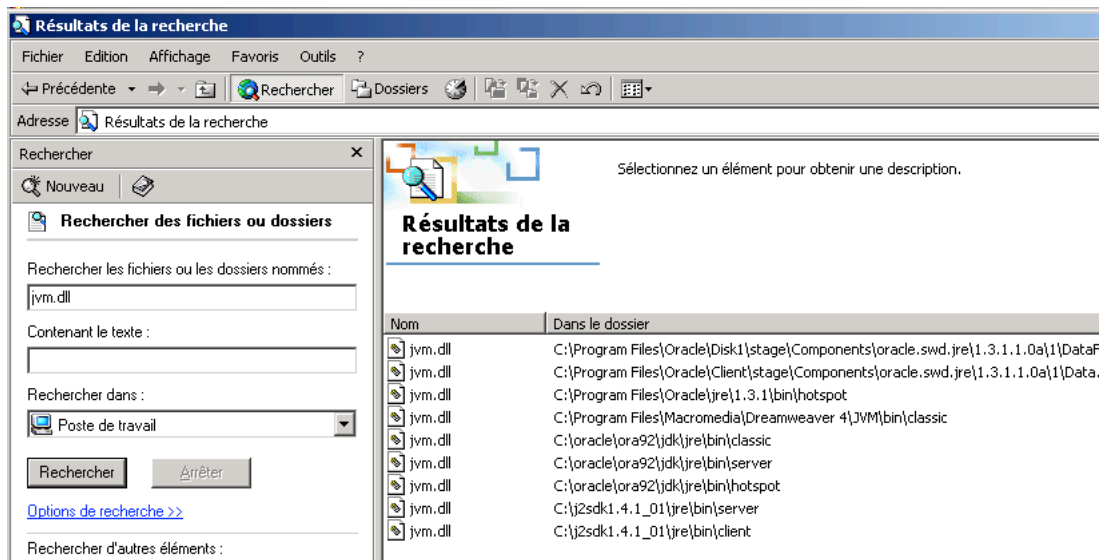 Résultats de la recherche
Fichier Edition Affichage Favoris Outils ?
Précédente Rechercher Dossiers
Adresse Résultats de la recherche
Rechercher
Nouveau
Rechercher des fichiers ou dossiers
Rechercher les fichiers ou les dossiers nommés :
jvm.dll
Contenant le texte :
Rechercher dans :
Poste de travail
Rechercher Arrêter
Options de recherche >>
Rechercher d'autres éléments :
Sélectionnez un élément pour obtenir une description.
Résultats de la
recherche
Nom Dans le dossier
jvm.dll C:\Program Files\Oracle\Disk1\stage\Components\oracle.swd.jre\1.3.1.1.0a\1\DataF
jvm.dll C:\Program Files\Oracle\Client\stage\Components\oracle.swd.jre\1.3.1.1.0a\1\Data.
jvm.dll C:\Program Files\Oracle\jre\1.3.1\bin\hotspot
jvm.dll C:\Program Files\Macromedia\Dreamweaver 4\JVM\bin\classic
jvm.dll C:\oracle\ora92\jdk\jre\bin\classic
jvm.dll C:\oracle\ora92\jdk\jre\bin\server
jvm.dll C:\oracle\ora92\jdk\jre\bin\hotspot
jvm.dll C:\j2sdk1.4.1_01\jre\bin\server
jvm.dll C:\j2sdk1.4.1_01\jre\bin\client